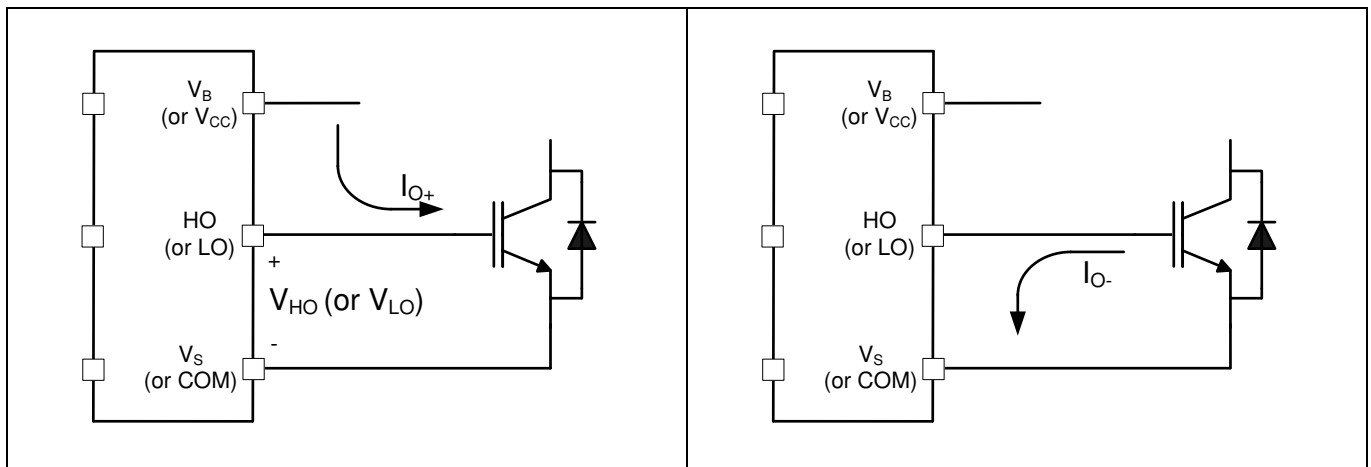 V_B
(or V_CC)
I_O+
HO
(or LO)
+
V_HO (or V_LO)
-
V_S
(or COM)
V_B
(or V_CC)
HO
(or LO)
I_O-
V_S
(or COM)